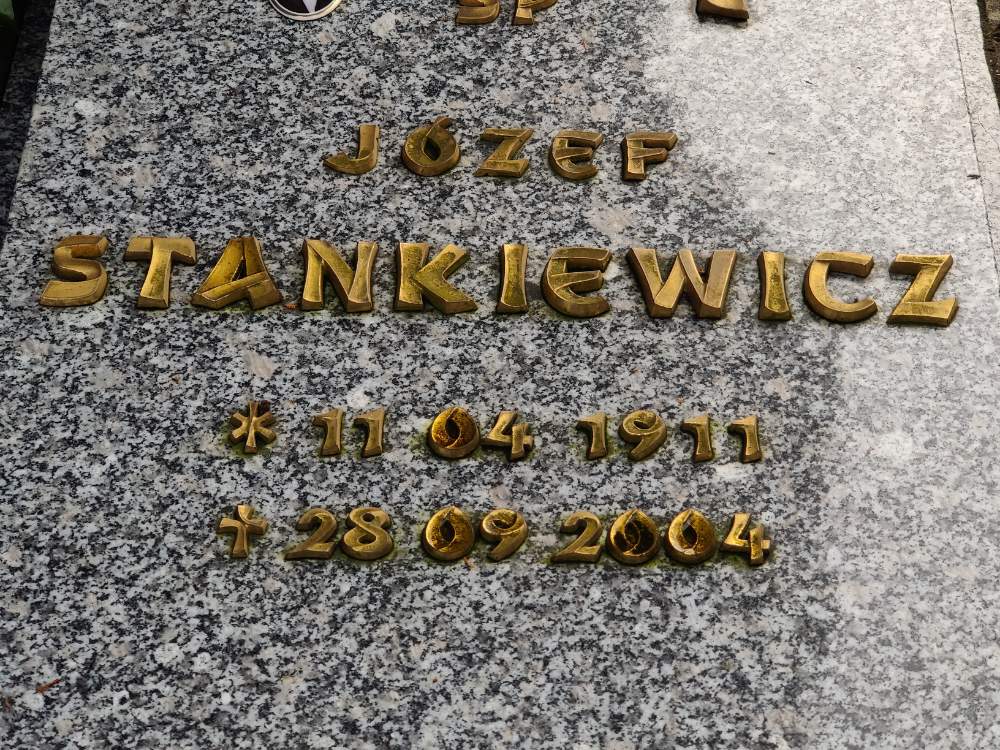 JÓZEF
STANKIEWICZ
* 11 04 1911
† 28 09 2004